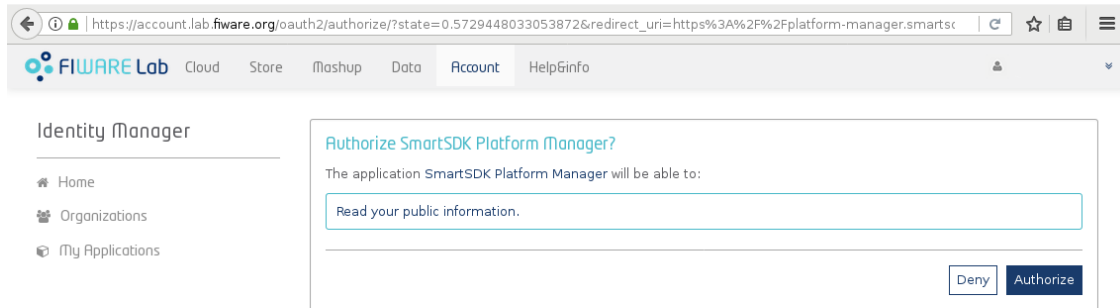 https://account.lab.fiware.org/oauth2/authorize/?state=0.5729448033053872&redirect_uri=https%3A%2F%2Fplatform-manager.smartsc
FIWARE Lab Cloud Store Mashup Data Account Help&info
Identity Manager
Home
Organizations
My Applications
Authorize SmartSDK Platform Manager?
The application SmartSDK Platform Manager will be able to:
Read your public information.
Deny Authorize